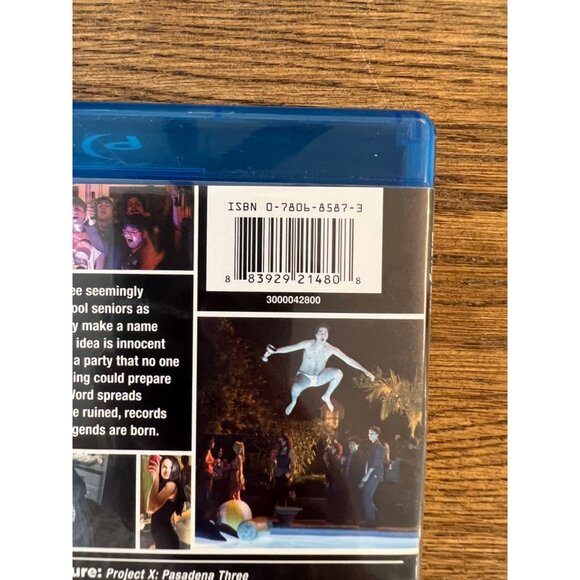 ISBN 0-7806-8587-3
8 83929 21480 8
3000042800
ee seemingly
ool seniors as
y make a name
idea is innocent
a party that no one
ing could prepare
Word spreads
e ruined, records
gends are born.
ure: Project X: Pasadena Three